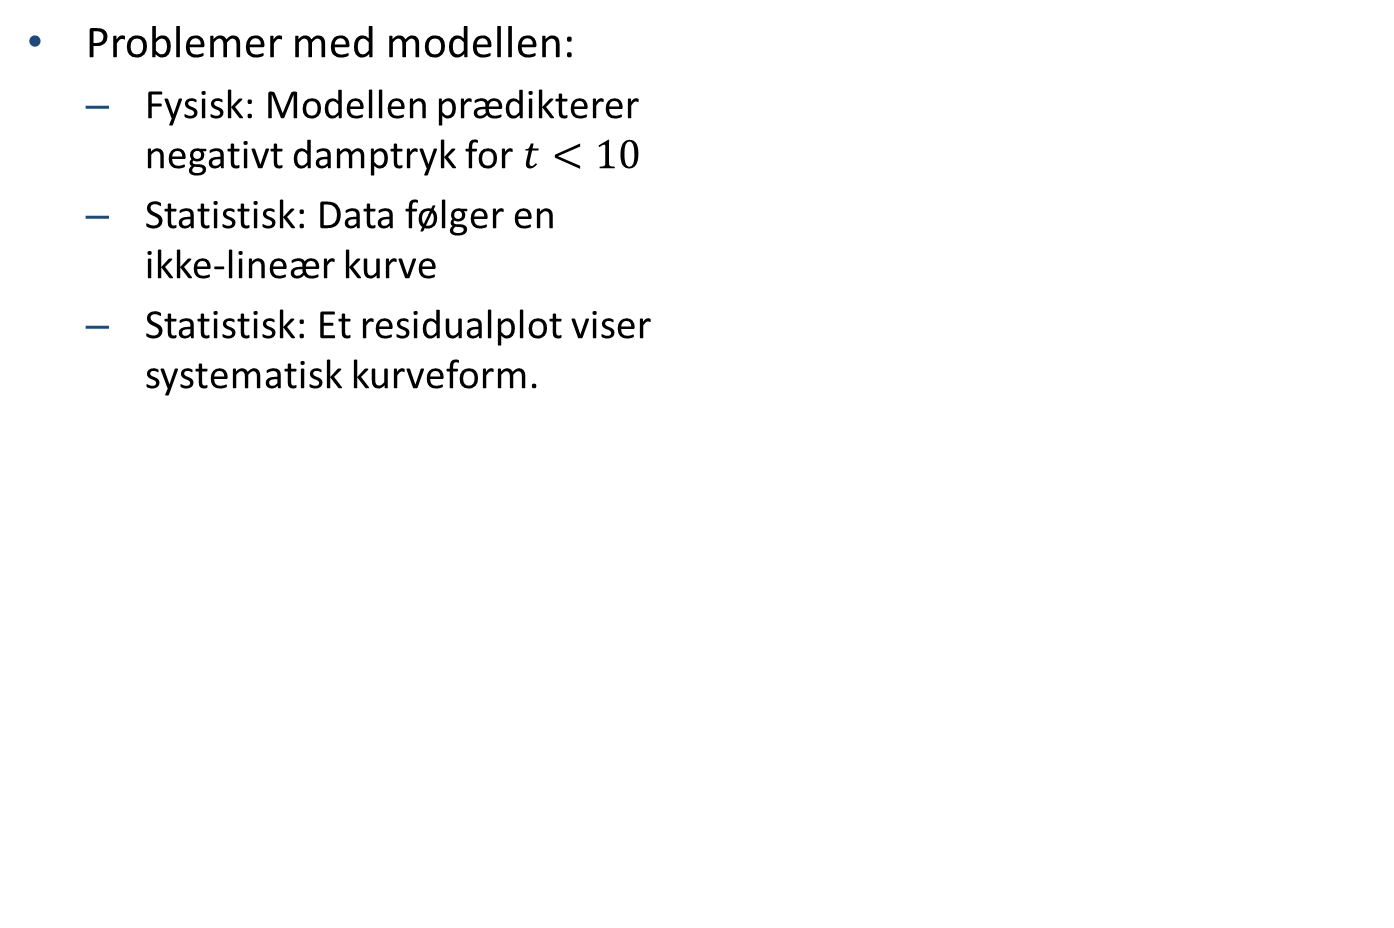 • Problemer med modellen:
– Fysisk: Modellen prædikterer
negativt damptryk for t < 10
– Statistisk: Data følger en
ikke-lineær kurve
– Statistisk: Et residualplot viser
systematisk kurveform.